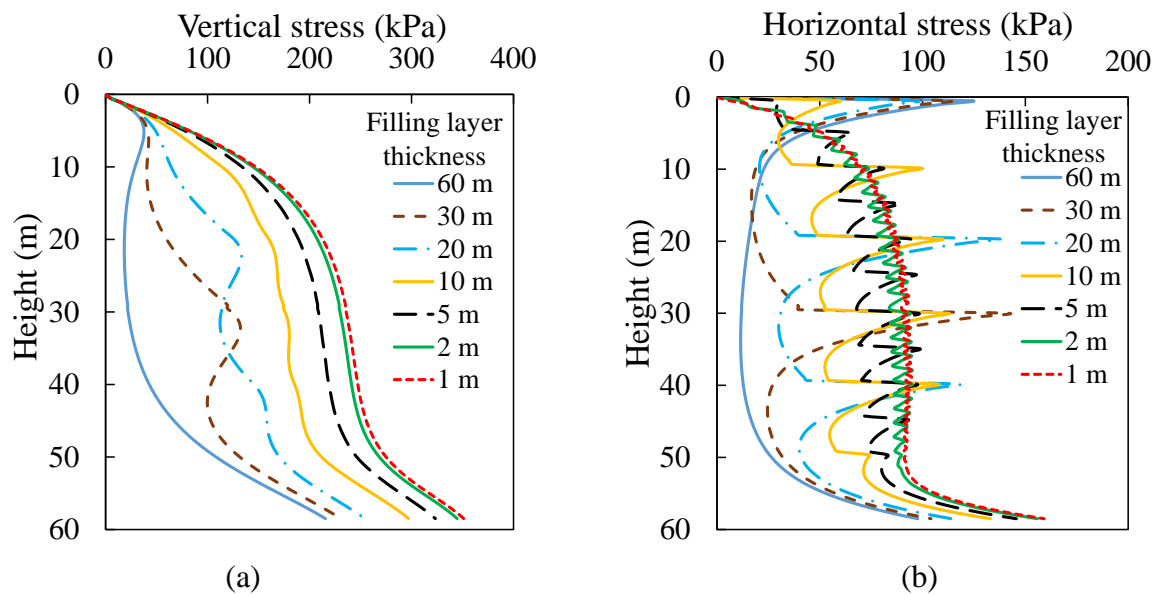 Vertical stress (kPa)
0 100 200 300 400
0
10
20
30
40
50
60
Height (m)
Filling layer
thickness
60 m
30 m
20 m
10 m
5 m
2 m
1 m
(a)
Horizontal stress (kPa)
0 50 100 150 200
0
10
20
30
40
50
60
Height (m)
Filling layer
thickness
60 m
30 m
20 m
10 m
5 m
2 m
1 m
(b)